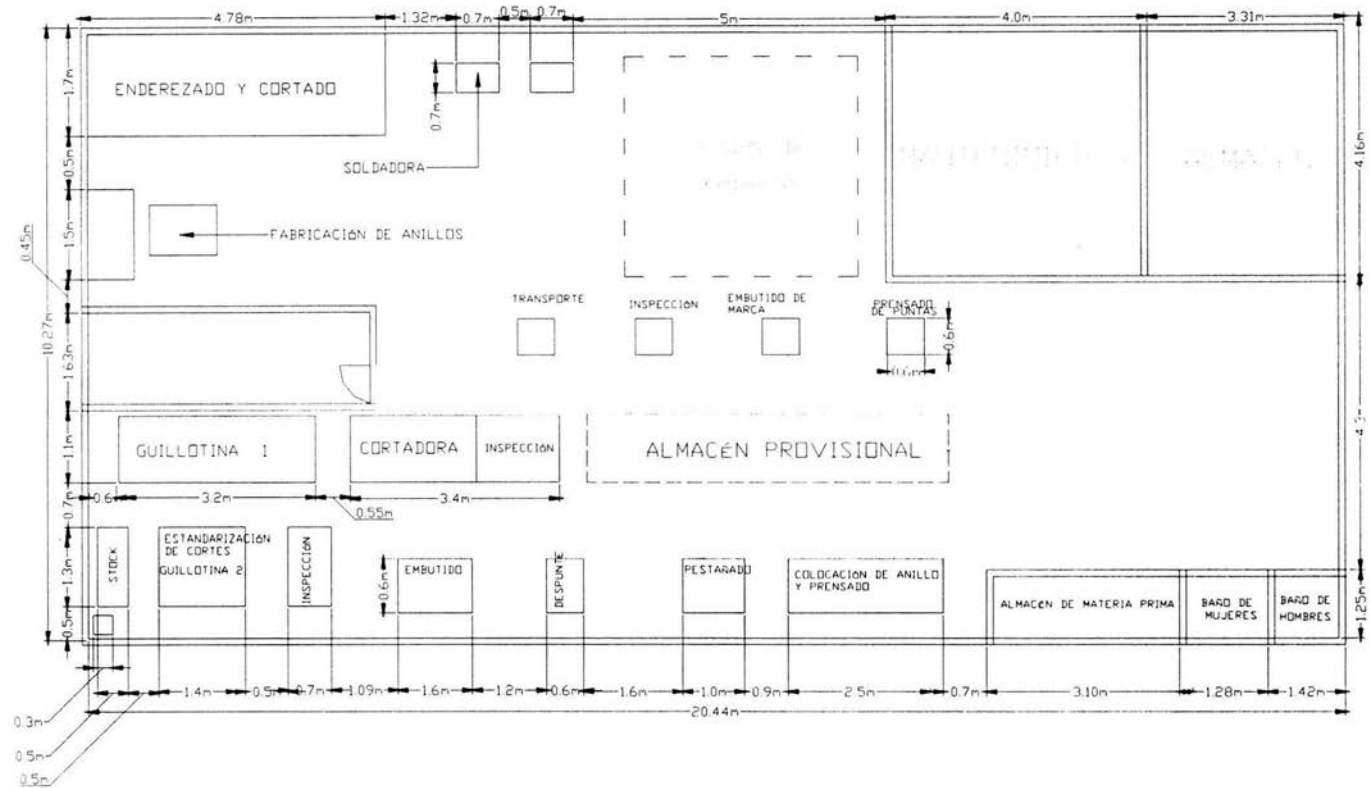 4.78m
1.32m
0.7m
0.5m
0.7m
5m
4.0m
3.31m
1.7m
ENDEREZADO Y CORTADO
0.7m
4.16m
SOLDADORA
0.5m
1.5m
FABRICACIóN DE ANILLOS
0.45m
10.27m
TRANSPORTE
INSPECCIóN
EMBUTIDO DE
MARCA
PRENSADO
DE PUNTAS
0.6m
0.6m
1.63m
1.1m
GUILLOTINA 1
CORTADORA
INSPECCIóN
ALMACéN PROVISIONAL
0.6
3.2m
3.4m
0.7m
0.55m
STOCK
ESTANDARIZACIóN
DE CORTES
GUILLOTINA 2
INSPECCIóN
EMBUTIDO
0.6m
DESPUNTE
PESTAÑADO
COLOCACIóN DE ANILLO
Y PRENSADO
ALMACéN DE MATERIA PRIMA
BAÑO DE
MUJERES
BAÑO DE
HOMBRES
1.3m
0.5m
1.25m
1.4m
0.5m
0.7m
1.09m
1.6m
1.2m
0.6m
1.6m
1.0m
0.9m
2.5m
0.7m
3.10m
1.28m
1.42m
20.44m
0.3m
0.5m
0.5m